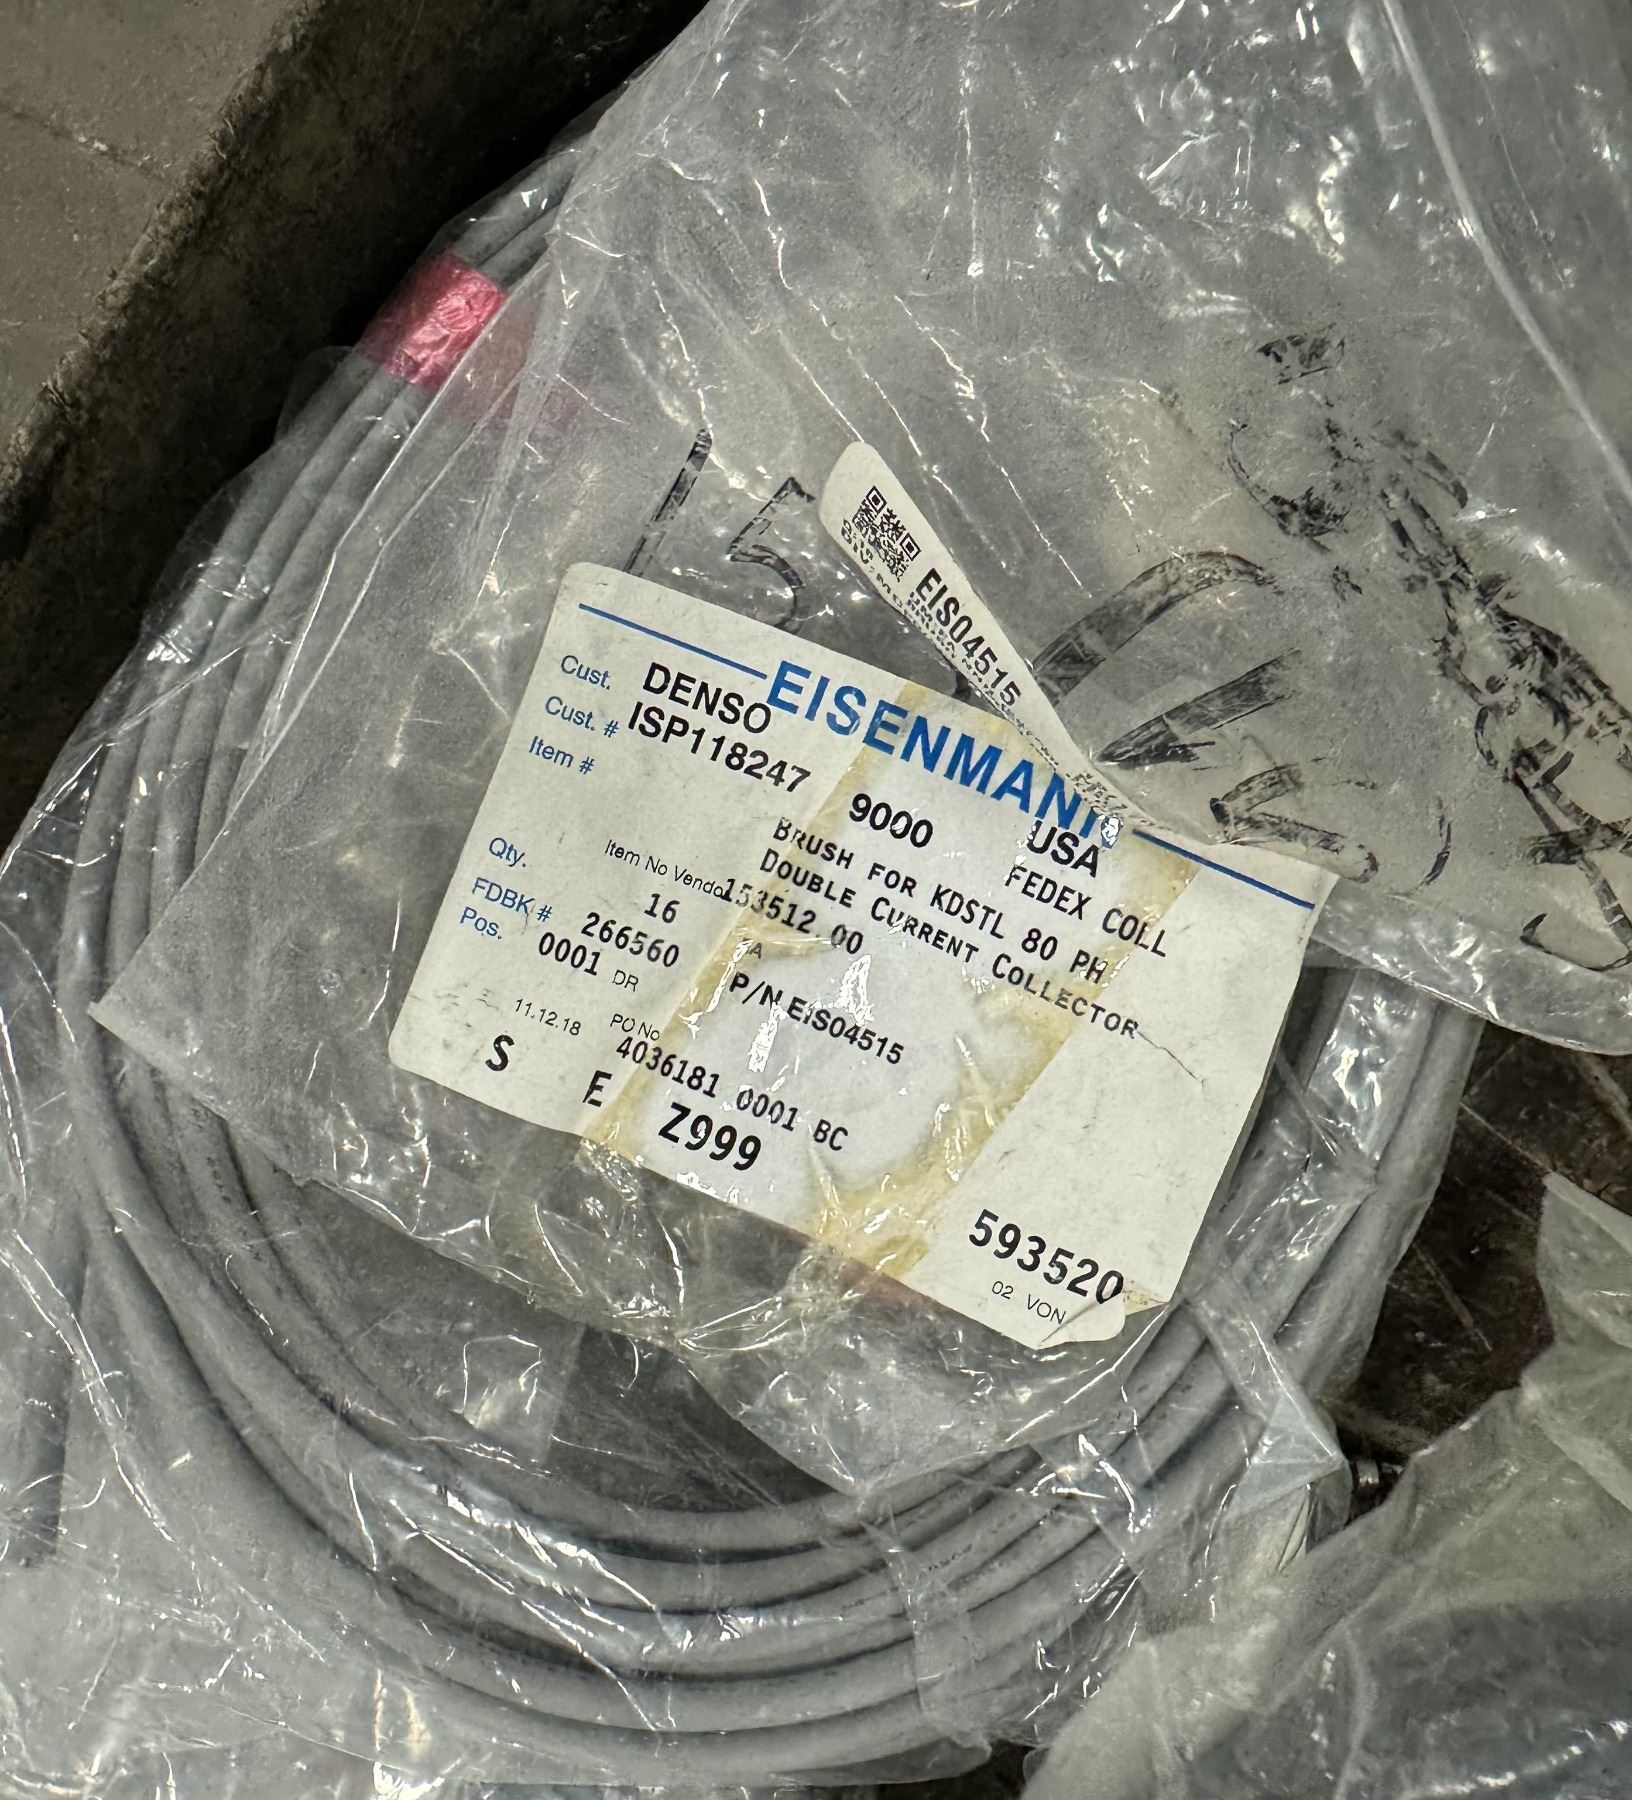 15
EIS04515
EISENMANN
Cust. DENSO
Cust. # ISP118247 9000 USA
Item # FEDEX COLL
BRUSH FOR KDSTL 80 PH
DOUBLE CURRENT COLLECTOR
Item No Vendo 153512.00
Qty. 16
P/N EIS04515
FDBK # 266560
Pos. 0001 DR
11.12.18 PO No
4036181 0001 BC
S E Z999
593520
02 VON